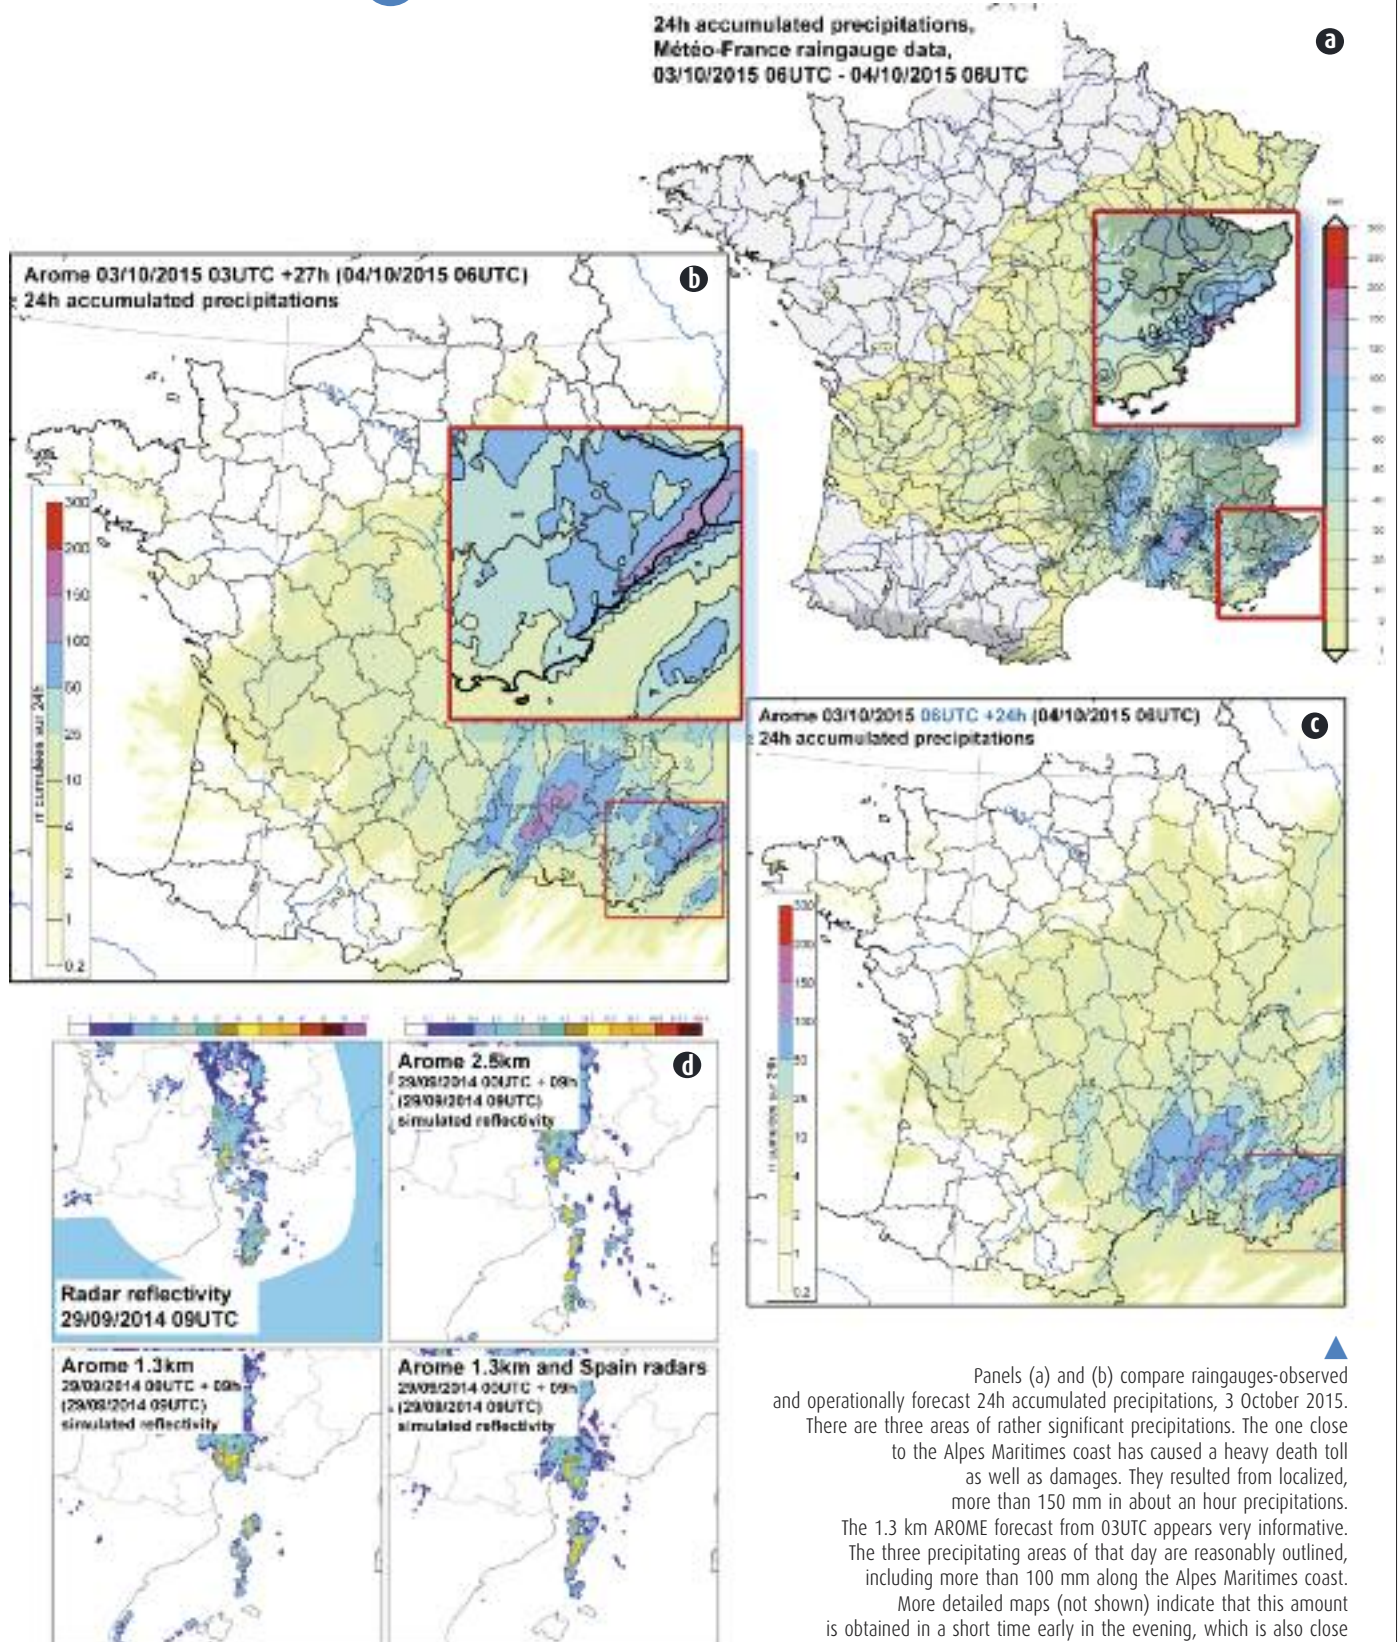 24h accumulated precipitations,
Météo-France raingauge data,
03/10/2015 06UTC - 04/10/2015 06UTC
a
Arome 03/10/2015 03UTC +27h (04/10/2015 06UTC)
24h accumulated precipitations
b
300
200
150
100
50
25
10
4
2
1
0.2
Arome 03/10/2015 06UTC +24h (04/10/2015 06UTC)
24h accumulated precipitations
c
150
100
50
25
10
4
2
1
0.2
Radar reflectivity
29/09/2014 09UTC
Arome 2.5km
29/09/2014 00UTC + 09h
(29/09/2014 09UTC)
simulated reflectivity
d
Arome 1.3km
29/09/2014 00UTC + 09h
(29/09/2014 09UTC)
simulated reflectivity
Arome 1.3km and Spain radars
29/09/2014 00UTC + 09h
(29/09/2014 09UTC)
simulated reflectivity
Panels (a) and (b) compare raingauges-observed
and operationally forecast 24h accumulated precipitations, 3 October 2015.
There are three areas of rather significant precipitations. The one close
to the Alpes Maritimes coast has caused a heavy death toll
as well as damages. They resulted from localized,
more than 150 mm in about an hour precipitations.
The 1.3 km AROME forecast from 03UTC appears very informative.
The three precipitating areas of that day are reasonably outlined,
including more than 100 mm along the Alpes Maritimes coast.
More detailed maps (not shown) indicate that this amount
is obtained in a short time early in the evening, which is also close